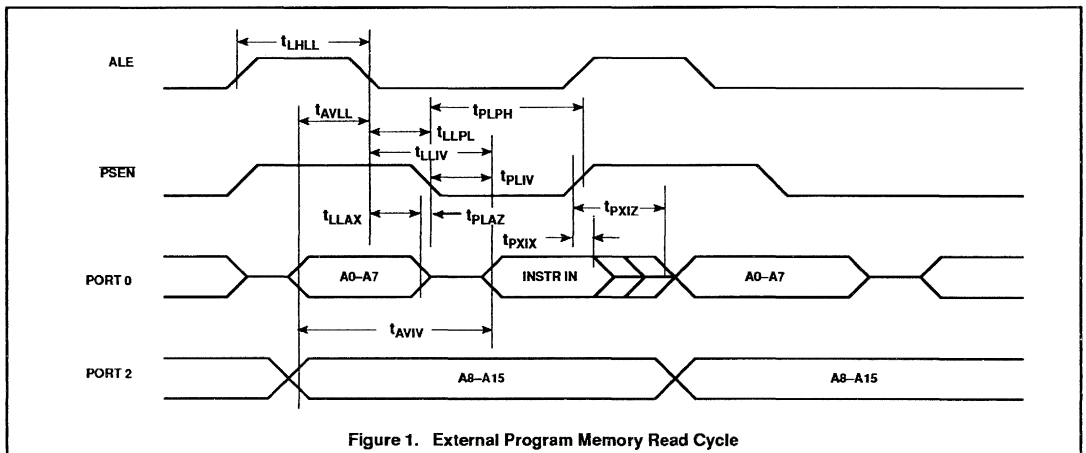 tLHLL
ALE
tAVLL
tPLPH
tLLPL
tLLIV
PSEN
tPLIV
tLLAX
tPLAZ
tPXIZ
tPXIX
PORT 0
A0–A7
INSTR IN
A0–A7
tAVIV
PORT 2
A8–A15
A8–A15
Figure 1. External Program Memory Read Cycle